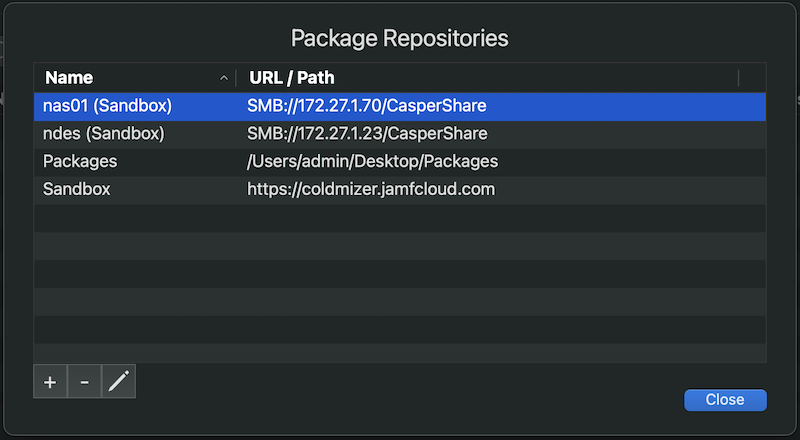 Package Repositories
Name URL / Path
nas01 (Sandbox) SMB://172.27.1.70/CasperShare
ndes (Sandbox) SMB://172.27.1.23/CasperShare
Packages /Users/admin/Desktop/Packages
Sandbox https://coldmizer.jamfcloud.com
+ -
Close